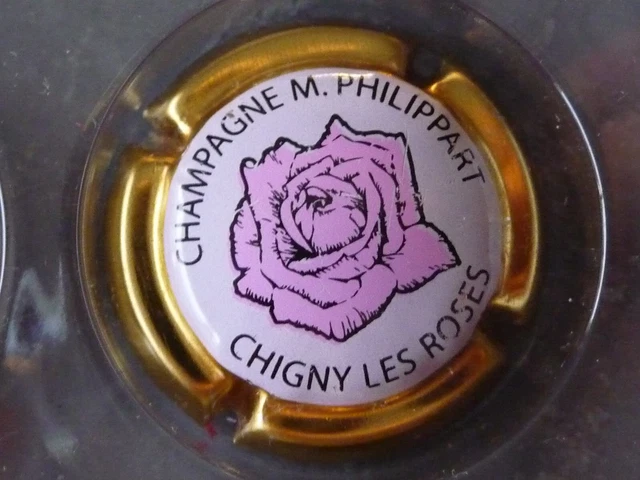 CHAMPAGNE M. PHILIPPART
CHIGNY LES ROSES